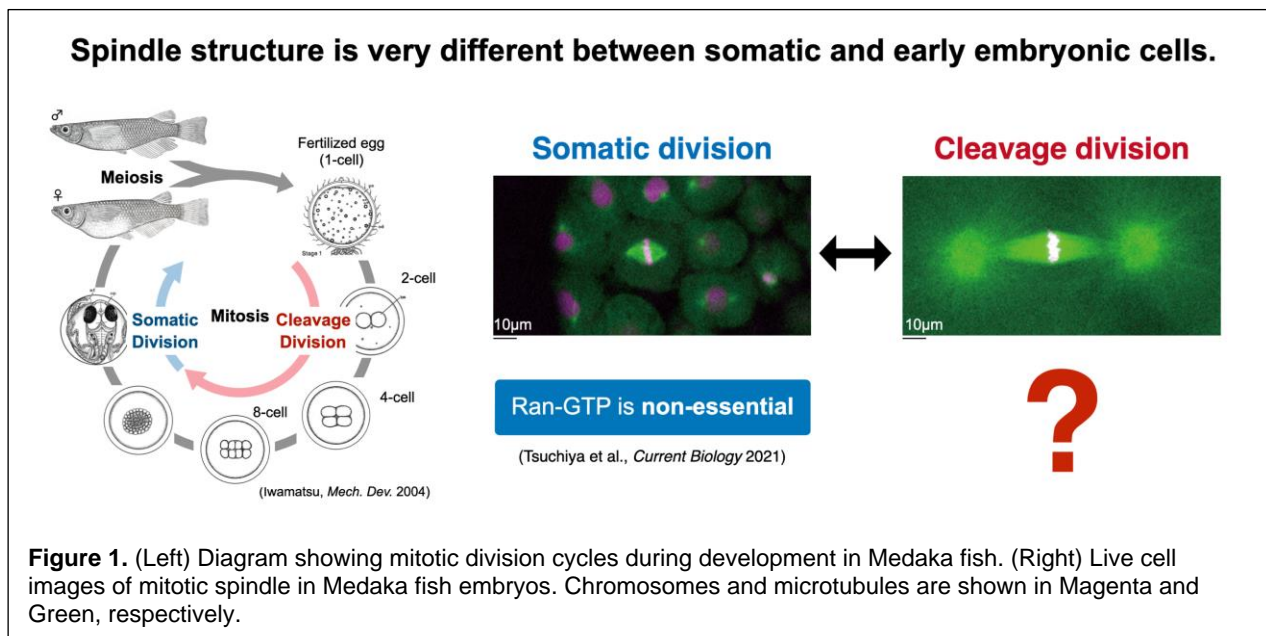 Spindle structure is very different between somatic and early embryonic cells.
♂
♀
Meiosis
Fertilized egg
(1-cell)
Stage 1
2-cell
4-cell
8-cell
Somatic
Division
Mitosis
Cleavage
Division
(Iwamatsu, Mech. Dev. 2004)
Somatic division
10μm
Ran-GTP is non-essential
(Tsuchiya et al., Current Biology 2021)
Cleavage division
10μm
?
Figure 1. (Left) Diagram showing mitotic division cycles during development in Medaka fish. (Right) Live cell
images of mitotic spindle in Medaka fish embryos. Chromosomes and microtubules are shown in Magenta and
Green, respectively.